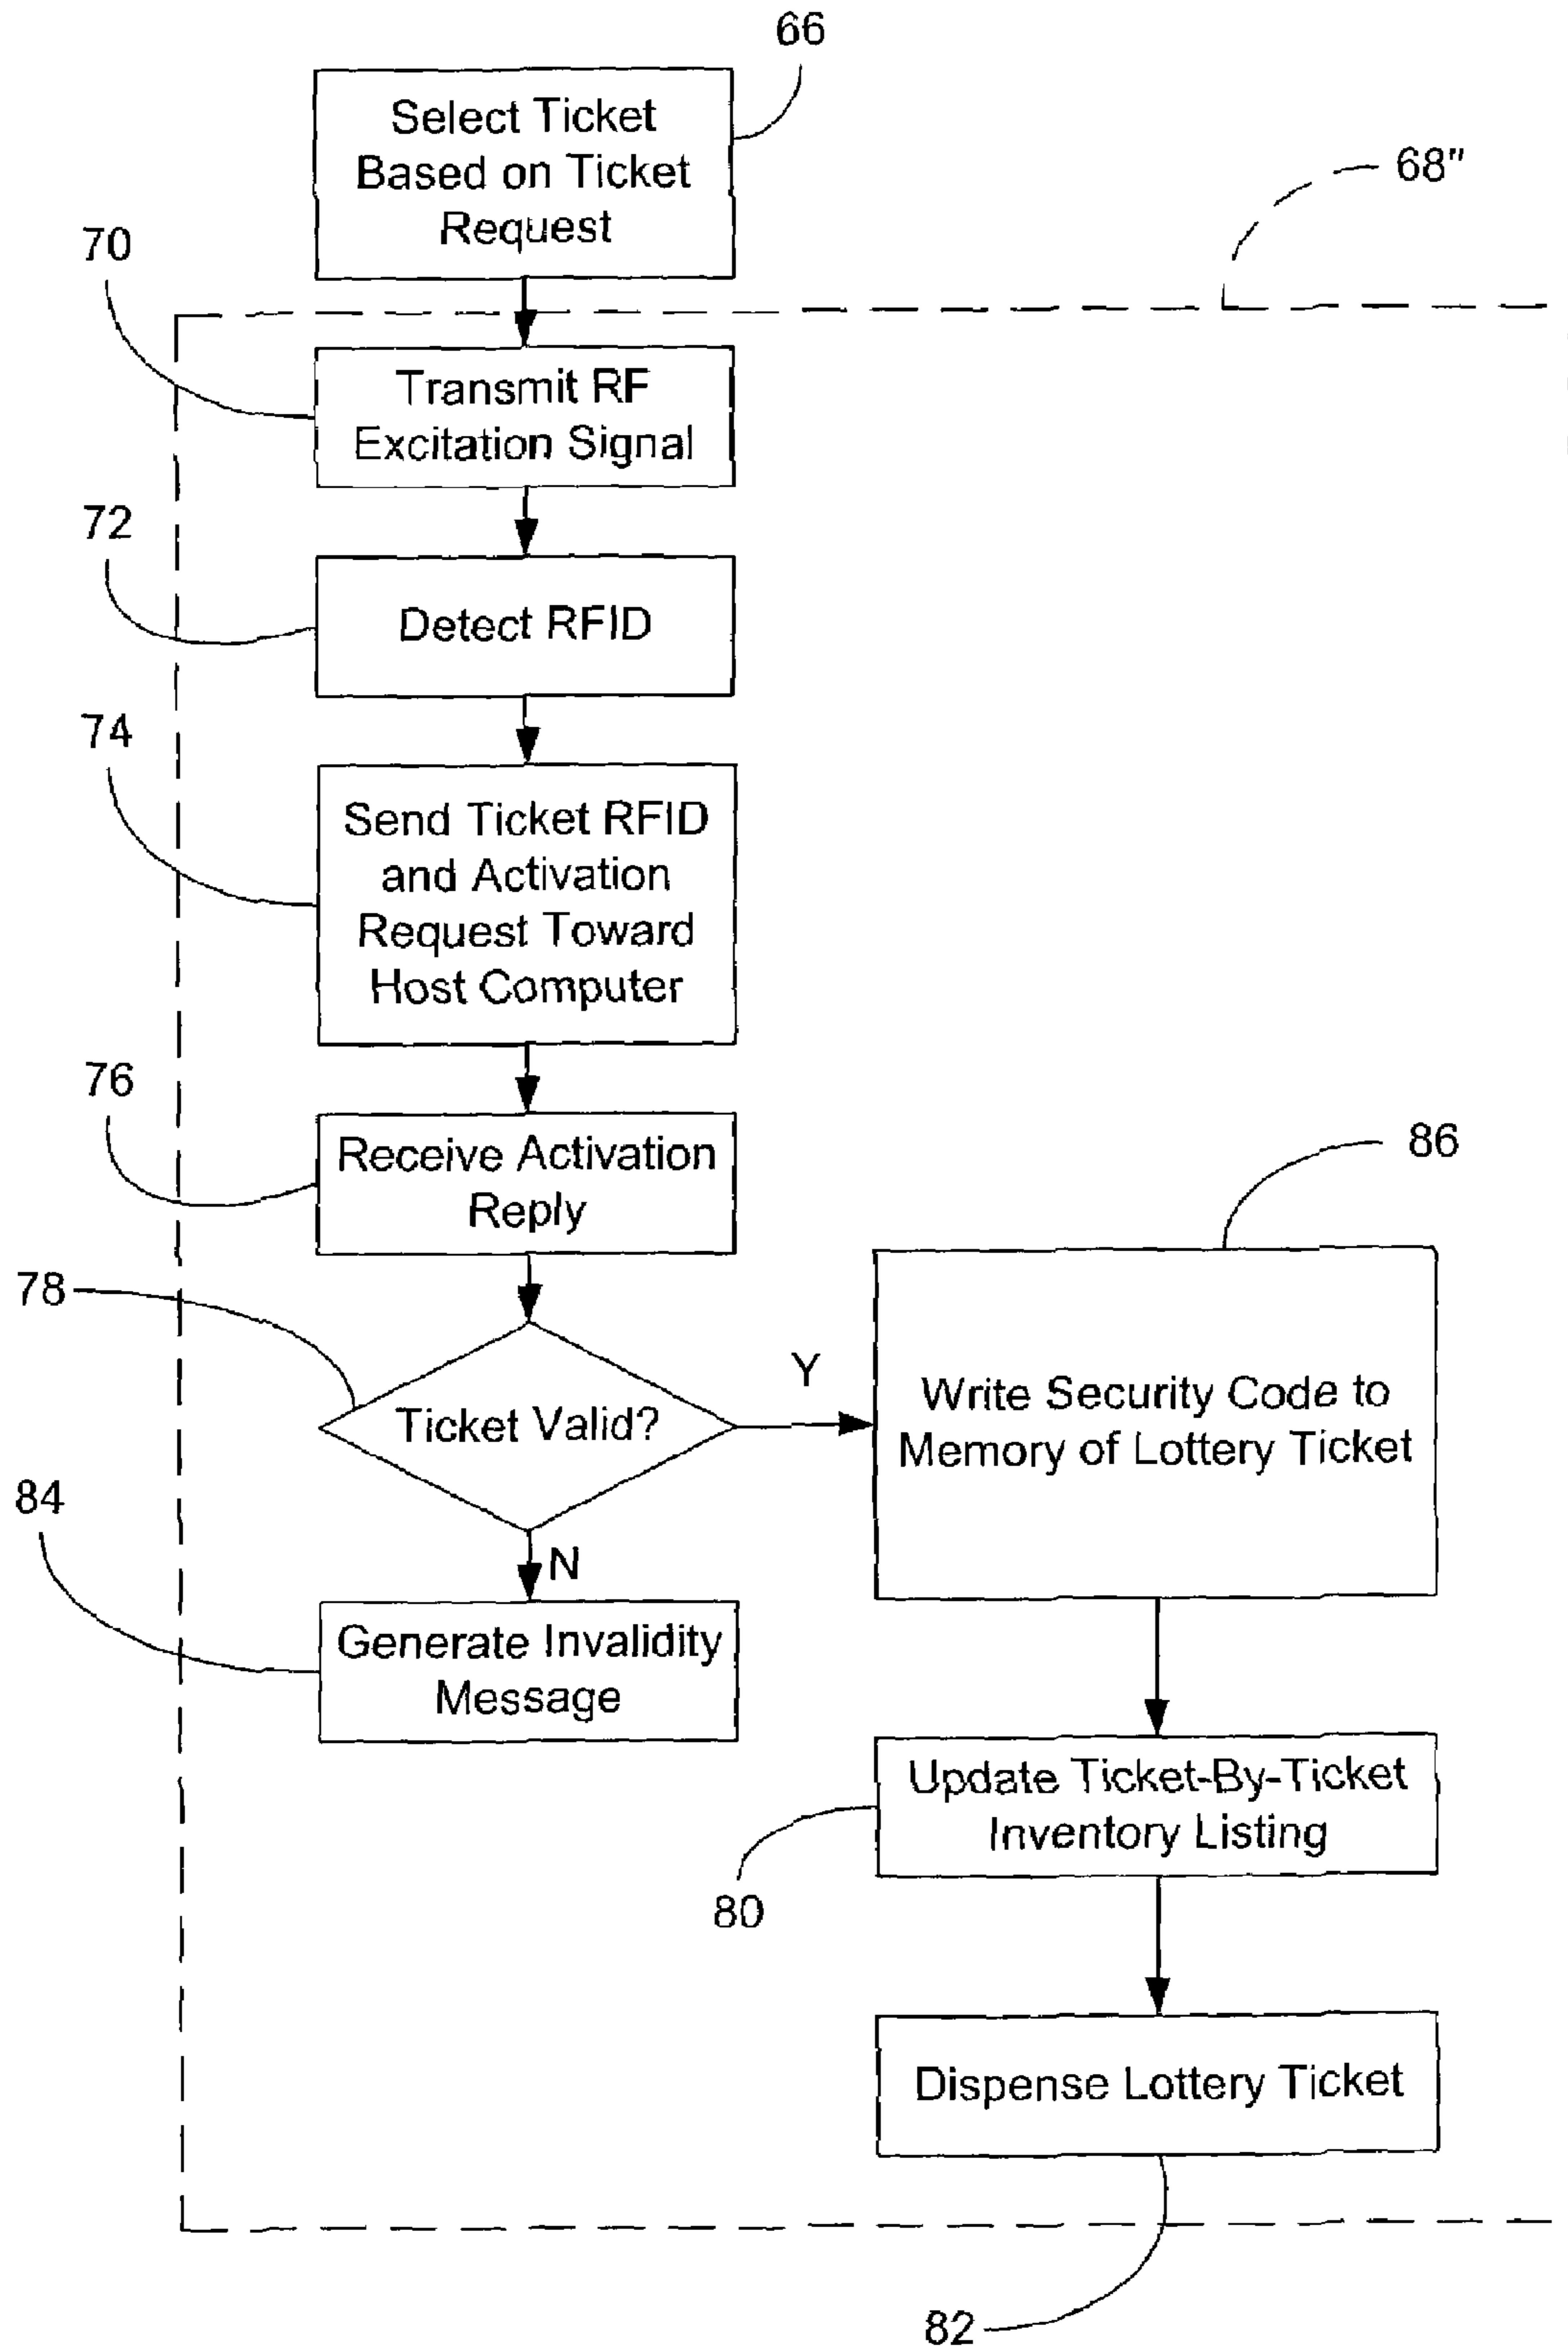 66
Select Ticket
Based on Ticket
Request
68"
70
Transmit RF
Excitation Signal
72
Detect RFID
74
Send Ticket RFID
and Activation
Request Toward
Host Computer
76
Receive Activation
Reply
86
78
Ticket Valid?
Y
Write Security Code to
Memory of Lottery Ticket
84
N
Generate Invalidity
Message
Update Ticket-By-Ticket
Inventory Listing
80
Dispense Lottery Ticket
82